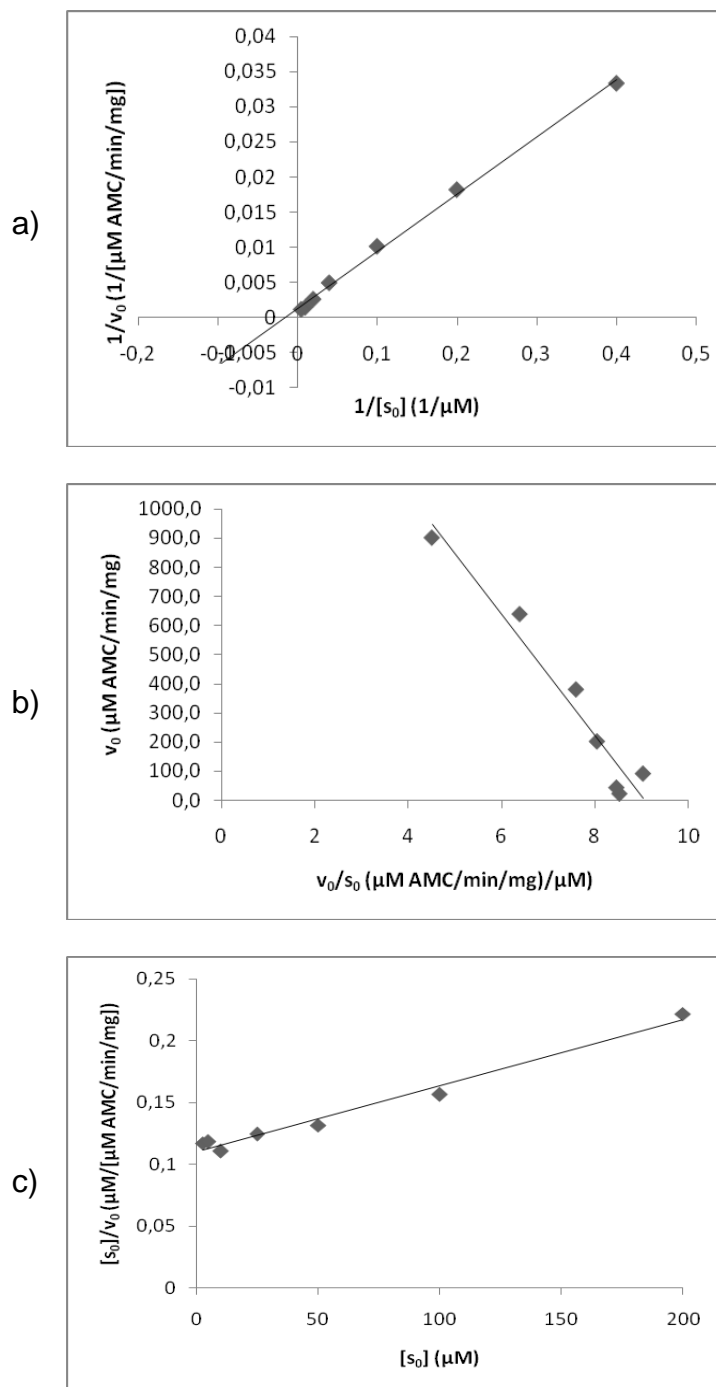 a)
1/v₀ (1/[µM AMC/min/mg])
0,04
0,035
0,03
0,025
0,02
0,015
0,01
0,005
0
-0,005
-0,01
-0,2 -0,1 0 0,1 0,2 0,3 0,4 0,5
1/[s₀] (1/µM)
b)
v₀ (µM AMC/min/mg)
1000,0
900,0
800,0
700,0
600,0
500,0
400,0
300,0
200,0
100,0
0,0
0 2 4 6 8 10
v₀/s₀ (µM AMC/min/mg)/µM)
c)
[s₀]/v₀ (µM/[µM AMC/min/mg])
0,25
0,2
0,15
0,1
0,05
0
0 50 100 150 200
[s₀] (µM)